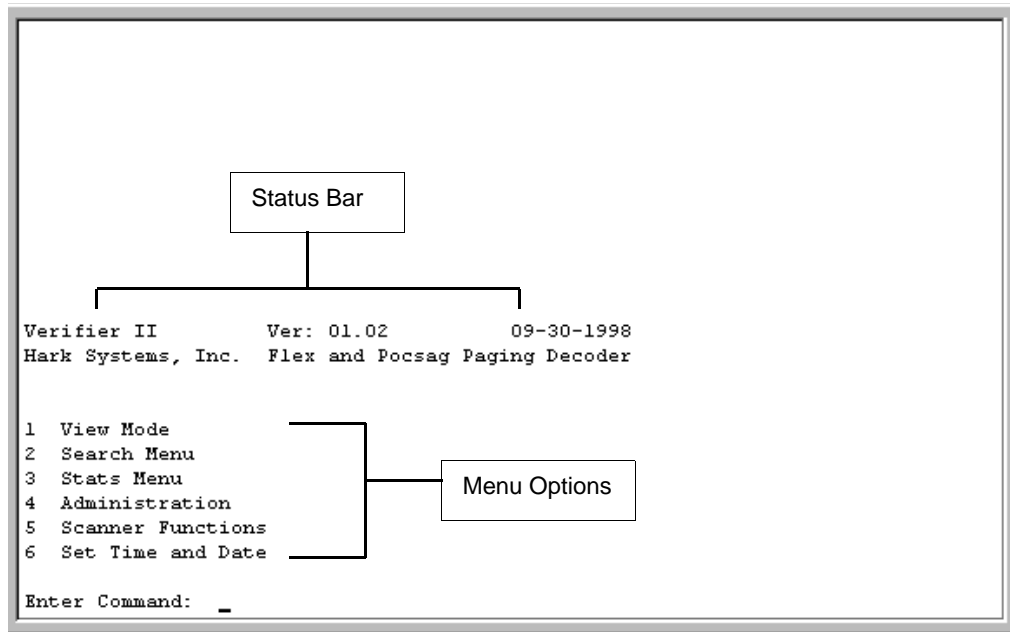 Status Bar
Verifier II Ver: 01.02 09-30-1998
Hark Systems, Inc. Flex and Pocsag Paging Decoder
1 View Mode
2 Search Menu
3 Stats Menu
4 Administration
5 Scanner Functions
6 Set Time and Date
Menu Options
Enter Command: _